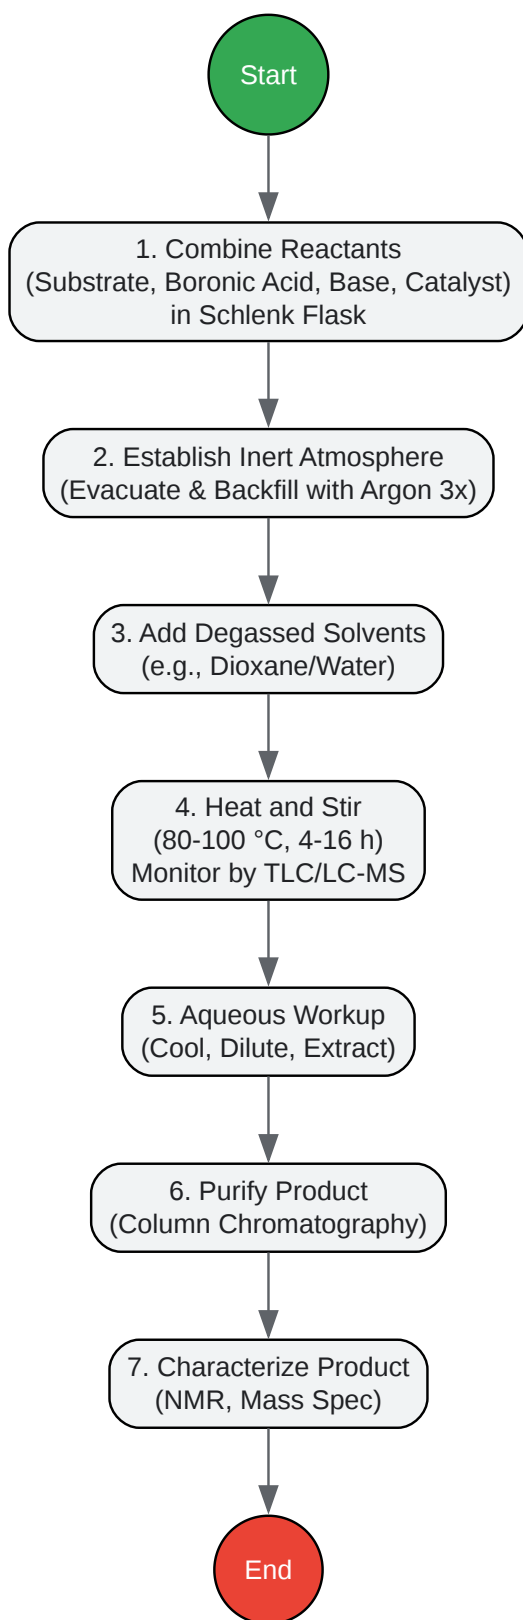 Start
1. Combine Reactants
(Substrate, Boronic Acid, Base, Catalyst)
in Schlenk Flask
2. Establish Inert Atmosphere
(Evacuate & Backfill with Argon 3x)
3. Add Degassed Solvents
(e.g., Dioxane/Water)
4. Heat and Stir
(80-100 °C, 4-16 h)
Monitor by TLC/LC-MS
5. Aqueous Workup
(Cool, Dilute, Extract)
6. Purify Product
(Column Chromatography)
7. Characterize Product
(NMR, Mass Spec)
End